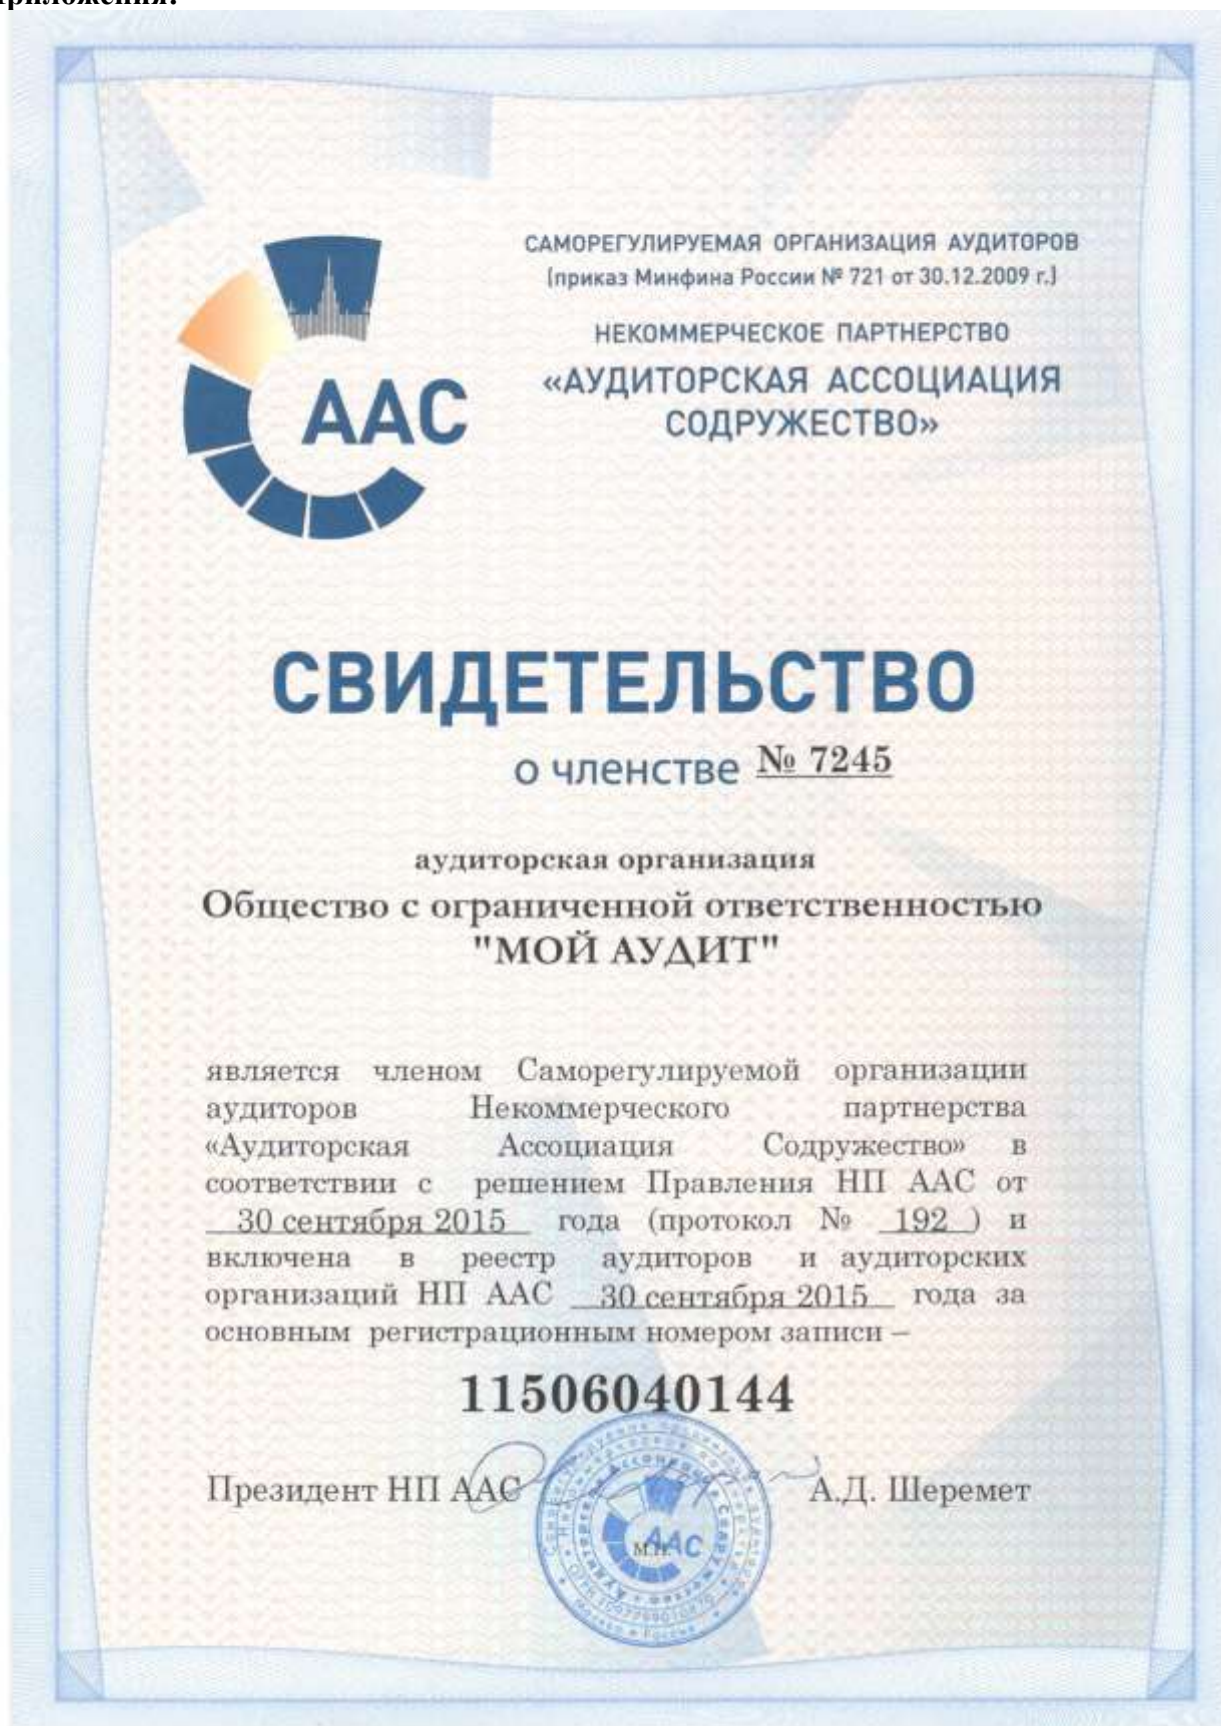 САМОРЕГУЛИРУЕМАЯ ОРГАНИЗАЦИЯ АУДИТОРОВ
(приказ Минфина России № 721 от 30.12.2009 г.)
НЕКОММЕРЧЕСКОЕ ПАРТНЕРСТВО
«АУДИТОРСКАЯ АССОЦИАЦИЯ
СОДРУЖЕСТВО»
ААС
СВИДЕТЕЛЬСТВО
о членстве № 7245
аудиторская организация
Общество с ограниченной ответственностью
"МОЙ АУДИТ"
является членом Саморегулируемой организации
аудиторов Некоммерческого партнерства
«Аудиторская Ассоциация Содружество» в
соответствии с решением Правления НП ААС от
30 сентября 2015 года (протокол № 192 ) и
включена в реестр аудиторов и аудиторских
организаций НП ААС 30 сентября 2015 года за
основным регистрационным номером записи –
11506040144
Президент НП ААС А.Д. Шеремет
ААС
М.П.